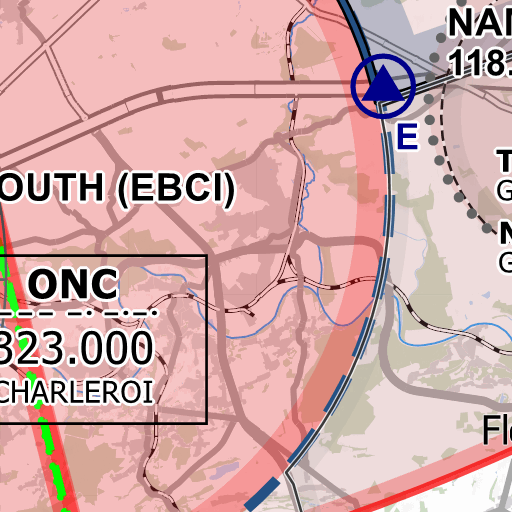 NAM
118.
E
OUTH (EBCI)
ONC
323.000
CHARLEROI
Fl